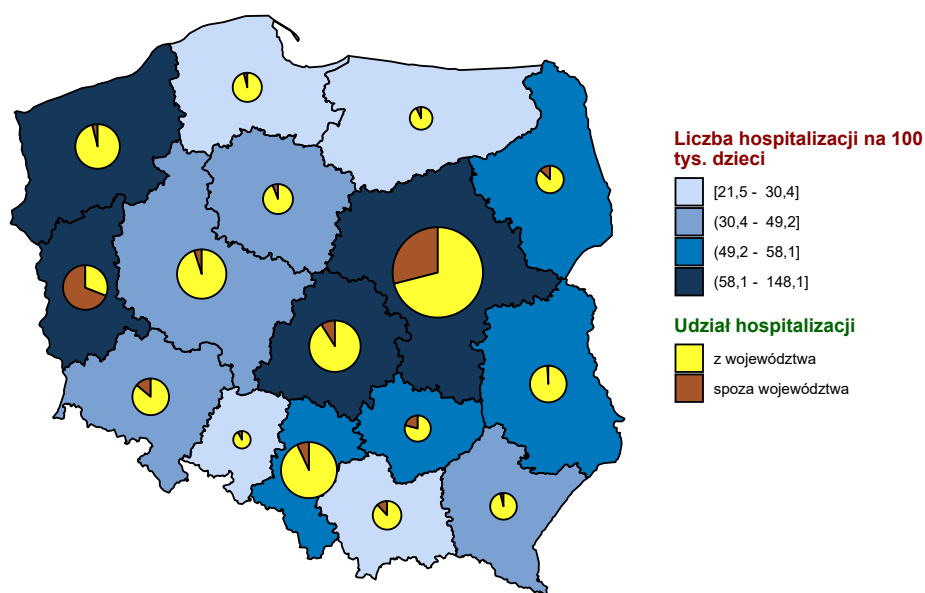 Liczba hospitalizacji na 100
tys. dzieci
[21,5 - 30,4]
(30,4 - 49,2]
(49,2 - 58,1]
(58,1 - 148,1]
Udział hospitalizacji
z województwa
spoza województwa